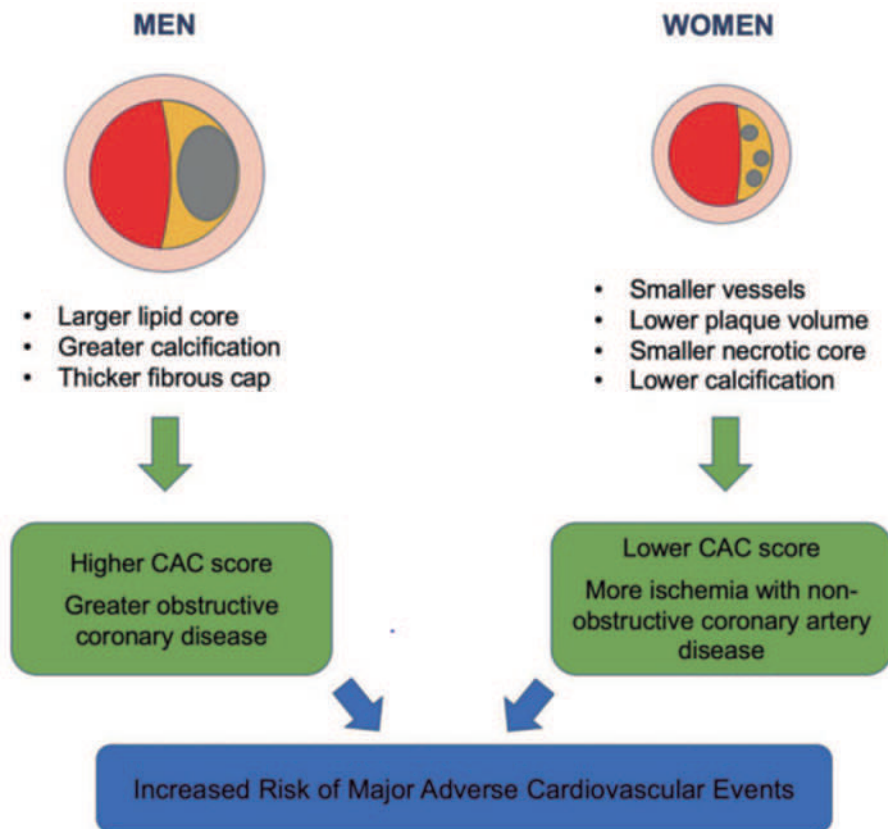 MEN
WOMEN
• Larger lipid core
• Greater calcification
• Thicker fibrous cap
• Smaller vessels
• Lower plaque volume
• Smaller necrotic core
• Lower calcification
Higher CAC score
Greater obstructive
coronary disease
Lower CAC score
More ischemia with non-
obstructive coronary artery
disease
Increased Risk of Major Adverse Cardiovascular Events